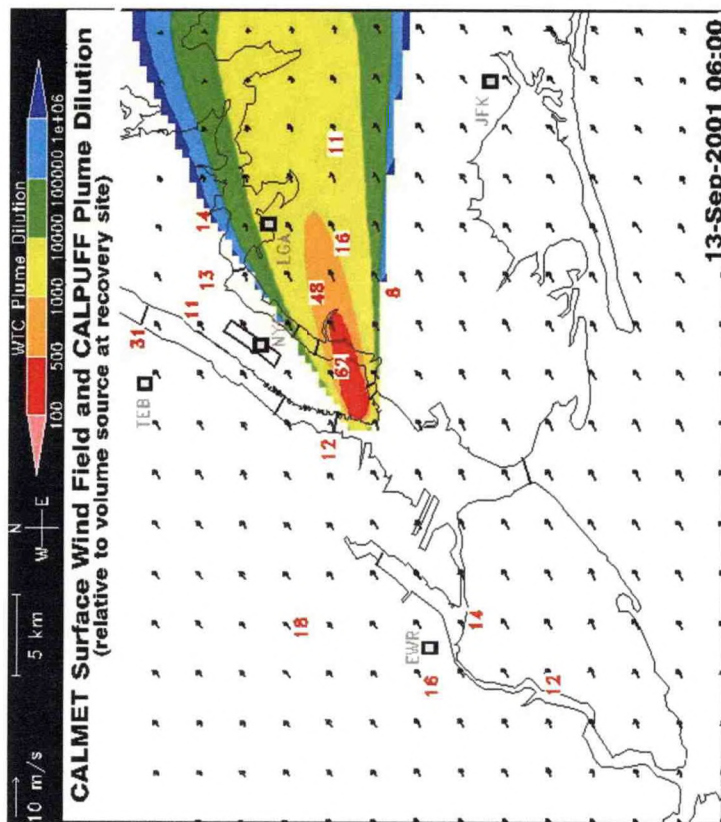 10 m/s
5 km
N
W E
WTC Plume Dilution
100 500 1000 10000 100000 1e+06
CALMET Surface Wind Field and CALPUFF Plume Dilution
(relative to volume source at recovery site)
TEB
31
11
13
14
NY
LGA
18
12
62
48
16
11
8
EWR
16
14
12
JFK
13-Sep-2001 06:00